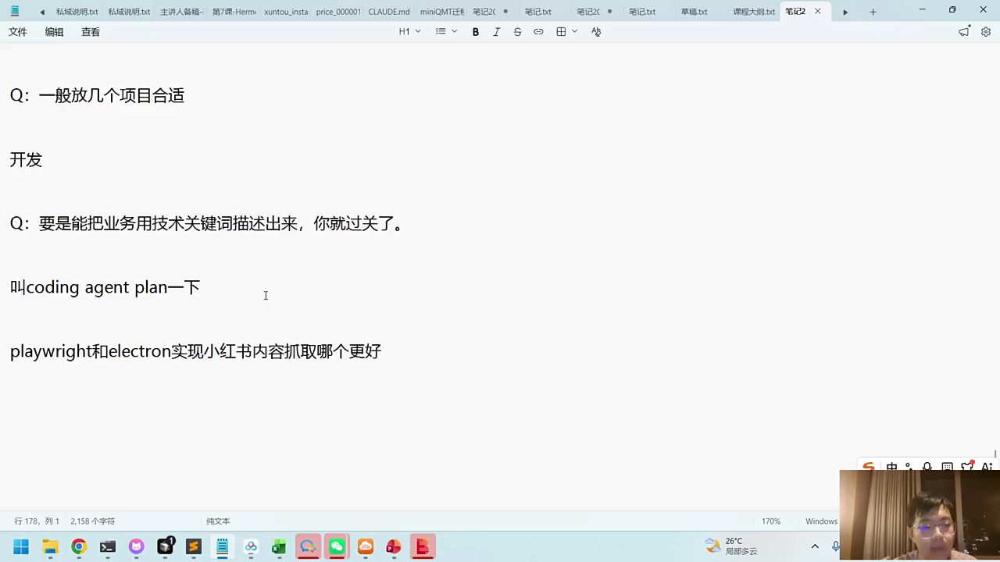 私域说明.txt
私域说明.txt
主讲人备稿-
第7课-Herm
xuntou_insta
price_000001
CLAUDE.md
miniQMT迁移
笔记2(
笔记.txt
笔记2(
笔记.txt
草稿.txt
课程大纲.txt
笔记2
文件
编辑
查看
H1
B
I
S
Q：一般放几个项目合适
开发
Q：要是能把业务用技术关键词描述出来，你就过关了。
叫coding agent plan一下
playwright和electron实现小红书内容抓取哪个更好
中
行 178，列 1
2,158 个字符
纯文本
170%
Windows
26°C
局部多云